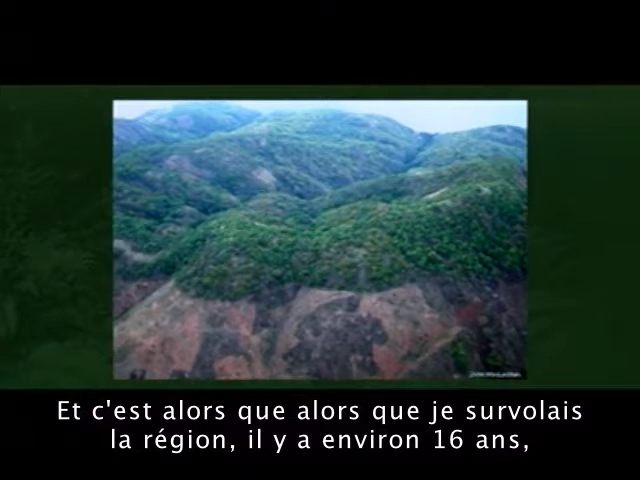 Et c'est alors que alors que je survolais
la région, il y a environ 16 ans,